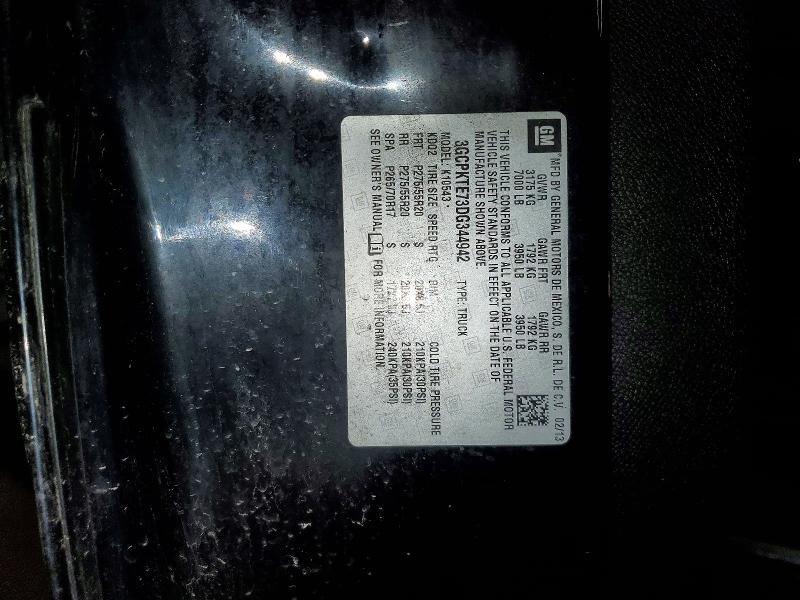 GM
MFD BY GENERAL MOTORS DE MEXICO, S. DE R.L. DE C.V. 02/13
GVWR GAWR FRT GAWR RR
3175 KG 1792 KG 1792 KG
7000 LB 3950 LB 3950 LB
THIS VEHICLE CONFORMS TO ALL APPLICABLE U.S. FEDERAL MOTOR
VEHICLE SAFETY STANDARDS IN EFFECT ON THE DATE OF
MANUFACTURE SHOWN ABOVE
3GCPKTE73DG344942 TYPE: TRUCK
MODEL: K10543
TIRE SIZE SPEED RTG RIM COLD TIRE PRESSURE
FRT P275/55R20 S 210KPA(30PSI)
RR P275/55R20 S 210KPA(30PSI)
SPA P265/70R17 S 240KPA(35PSI)
SEE OWNER'S MANUAL FOR MORE INFORMATION.